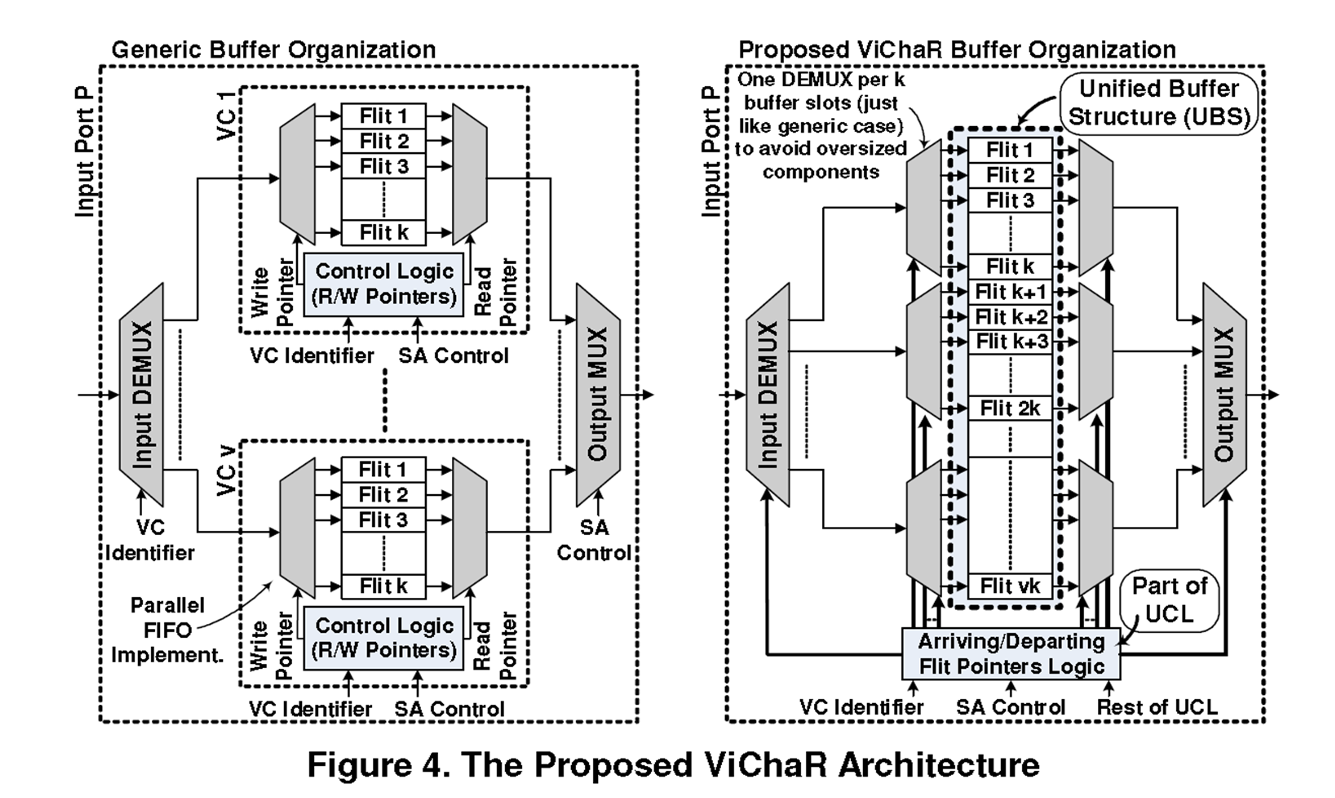 Generic Buffer Organization
Input Port P
VC 1
Flit 1
Flit 2
Flit 3
Flit k
Write
Pointer
Control Logic
(R/W Pointers)
Read
Pointer
VC Identifier
SA Control
Input DEMUX
VC
Identifier
Output MUX
SA
Control
VC v
Flit 1
Flit 2
Flit 3
Flit k
Parallel
FIFO
Implement.
Write
Pointer
Control Logic
(R/W Pointers)
Read
Pointer
VC Identifier
SA Control
Proposed ViChaR Buffer Organization
Input Port P
One DEMUX per k
buffer slots (just
like generic case)
to avoid oversized
components
Unified Buffer
Structure (UBS)
Flit 1
Flit 2
Flit 3
Flit k
Flit k+1
Flit k+2
Flit k+3
Flit 2k
Flit vk
Input DEMUX
Output MUX
Part of
UCL
Arriving/Departing
Flit Pointers Logic
VC Identifier
SA Control
Rest of UCL
Figure 4. The Proposed ViChaR Architecture